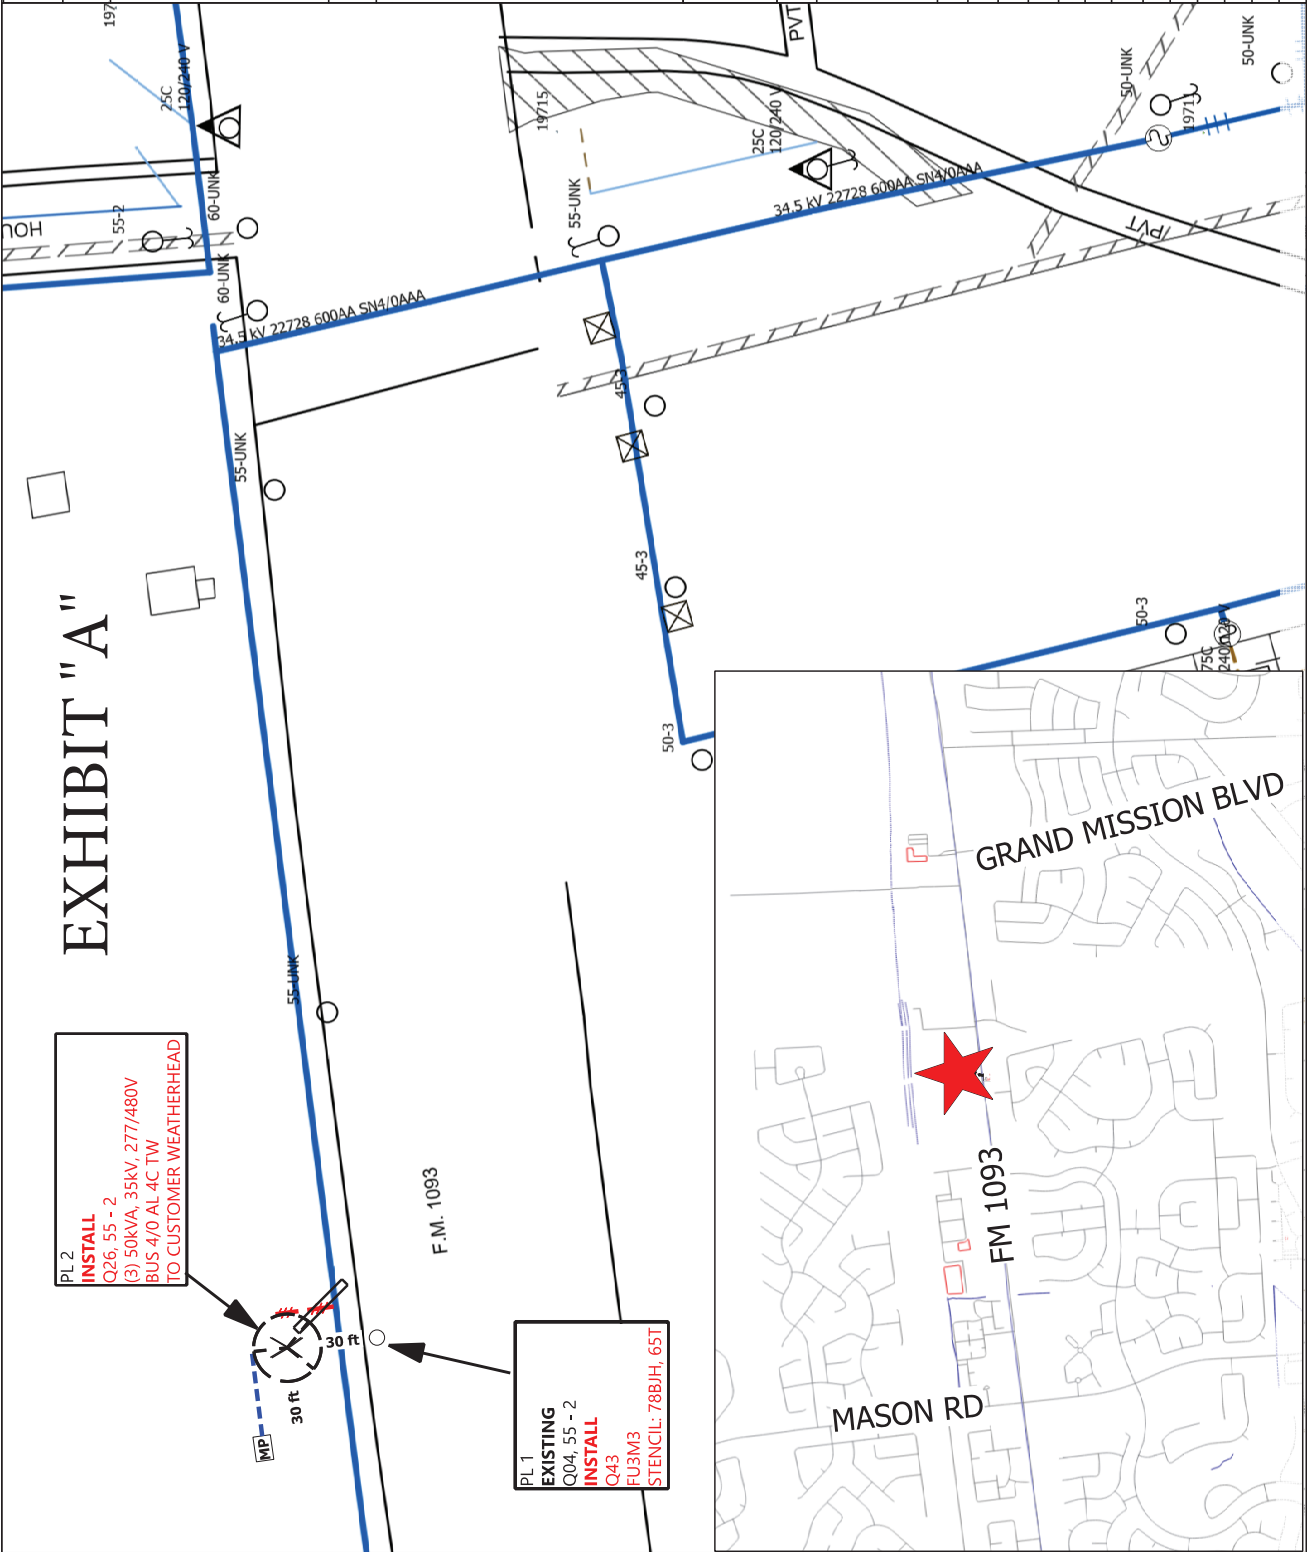 EXHIBIT "A"
PL 2
INSTALL
Q26, 55 - 2
(3) 50kVA, 35kV, 277/480V
BUS 4/0 AL 4C TW
TO CUSTOMER WEATHERHEAD
PL 1
EXISTING
Q04, 55 - 2
INSTALL
Q43
FU3M3
STENCIL: 78BJH, 65T
30 ft
30 ft
MP
F.M. 1093
55-UNK
55-UNK
60-UNK
60-UNK
55-2
25C
120/240 V
34.5 kV 22728 600AA SN4/0AAA
34.5 kV 22728 600AA SN4/0AAA
55-UNK
19715
25C
120/240 V
PVT
PVT
50-UNK
50-UNK
45-3
45-3
50-3
50-3
75C
GRAND MISSION BLVD
FM 1093
MASON RD